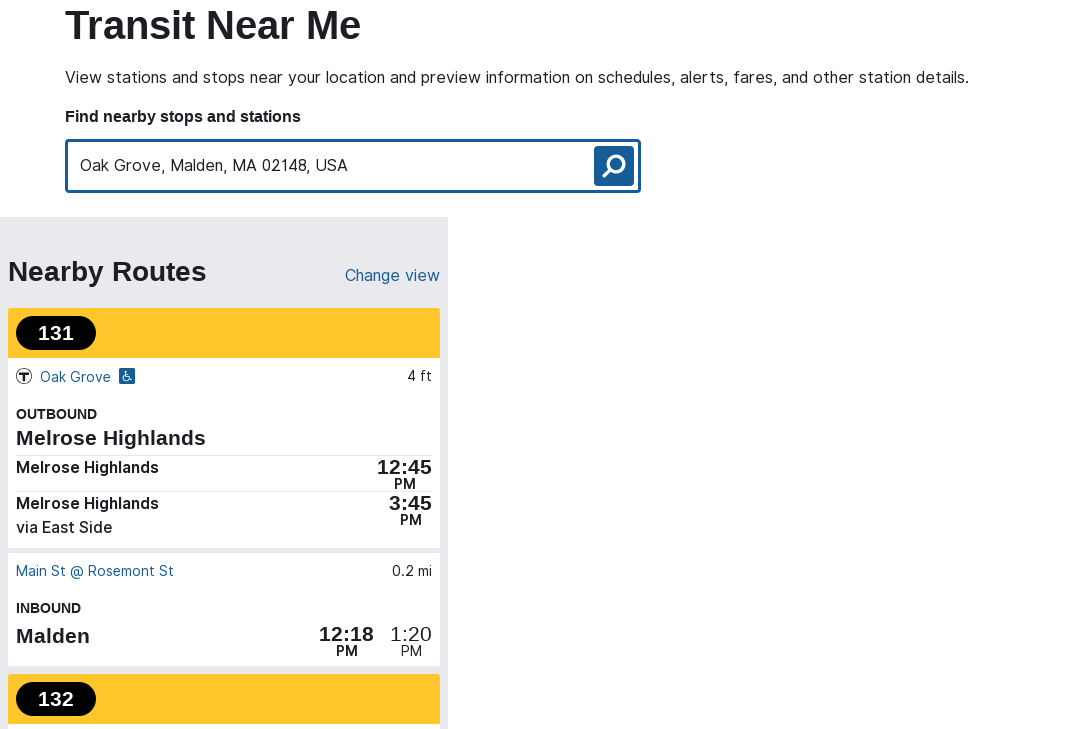 Transit Near Me
View stations and stops near your location and preview information on schedules, alerts, fares, and other station details.
Find nearby stops and stations
Oak Grove, Malden, MA 02148, USA
Nearby Routes
Change view
131
T Oak Grove 4 ft
OUTBOUND
Melrose Highlands
Melrose Highlands 12:45 PM
Melrose Highlands 3:45 PM
via East Side
Main St @ Rosemont St 0.2 mi
INBOUND
Malden 12:18 PM 1:20 PM
132